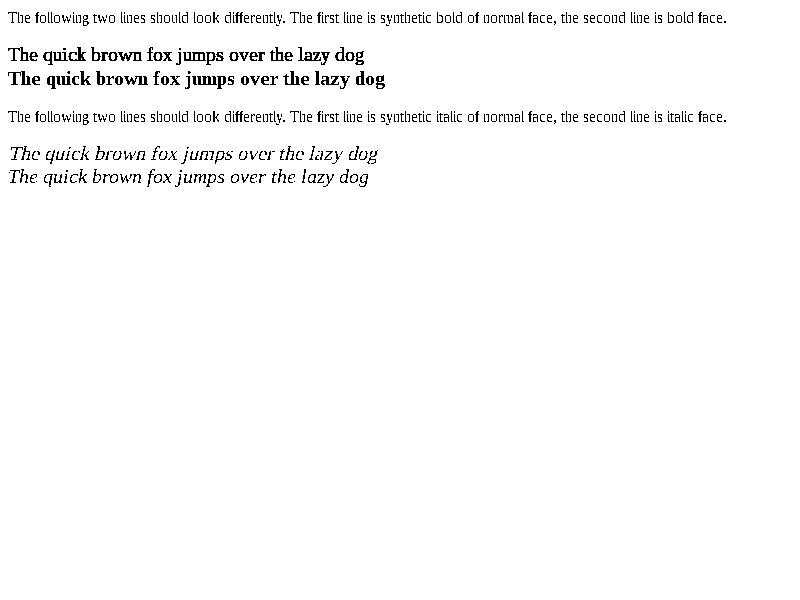 The following two lines should look differently. The first line is synthetic bold of normal face, the second line is bold face.
The quick brown fox jumps over the lazy dog
The quick brown fox jumps over the lazy dog
The following two lines should look differently. The first line is synthetic italic of normal face, the second line is italic face.
The quick brown fox jumps over the lazy dog
The quick brown fox jumps over the lazy dog